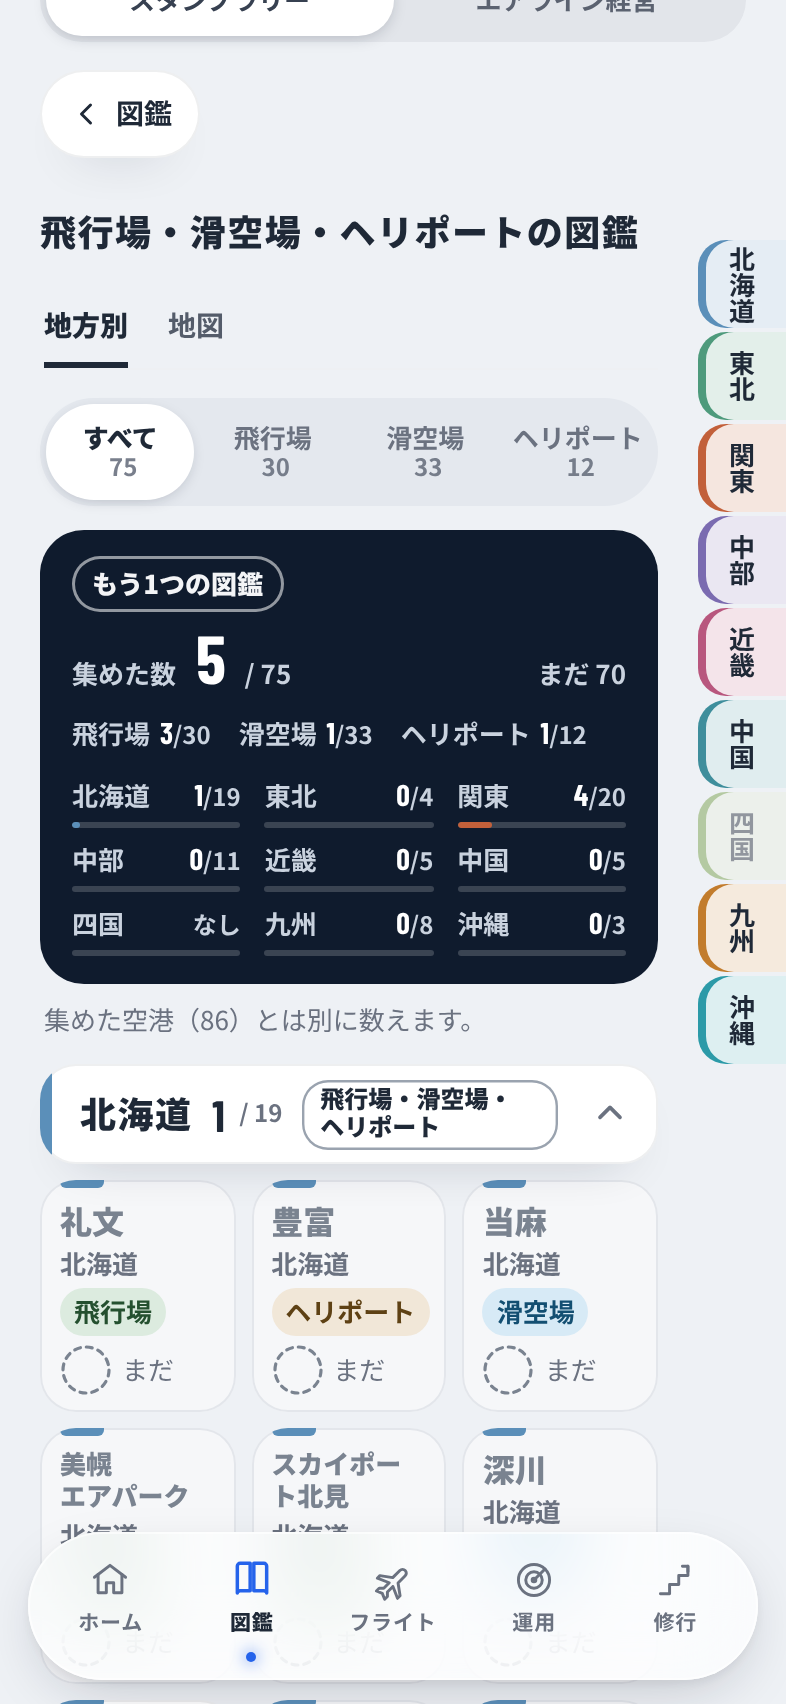 スタンプラリー
エアライン経営
図鑑
飛行場・滑空場・ヘリポートの図鑑
地方別
地図
すべて
75
飛行場
30
滑空場
33
ヘリポート
12
もう1つの図鑑
集めた数 5 / 75
まだ 70
飛行場 3/30 滑空場 1/33 ヘリポート 1/12
北海道 1/19 東北 0/4 関東 4/20
中部 0/11 近畿 0/5 中国 0/5
四国 なし 九州 0/8 沖縄 0/3
集めた空港（86）とは別に数えます。
北海道
東北
関東
中部
近畿
中国
四国
九州
沖縄
北海道 1 / 19
飛行場・滑空場・
ヘリポート
礼文
北海道
飛行場
まだ
豊富
北海道
ヘリポート
まだ
当麻
北海道
滑空場
まだ
美幌
エアパーク
北海道
まだ
スカイポー
ト北見
北海道
まだ
深川
北海道
まだ
ホーム
図鑑
フライト
運用
修行